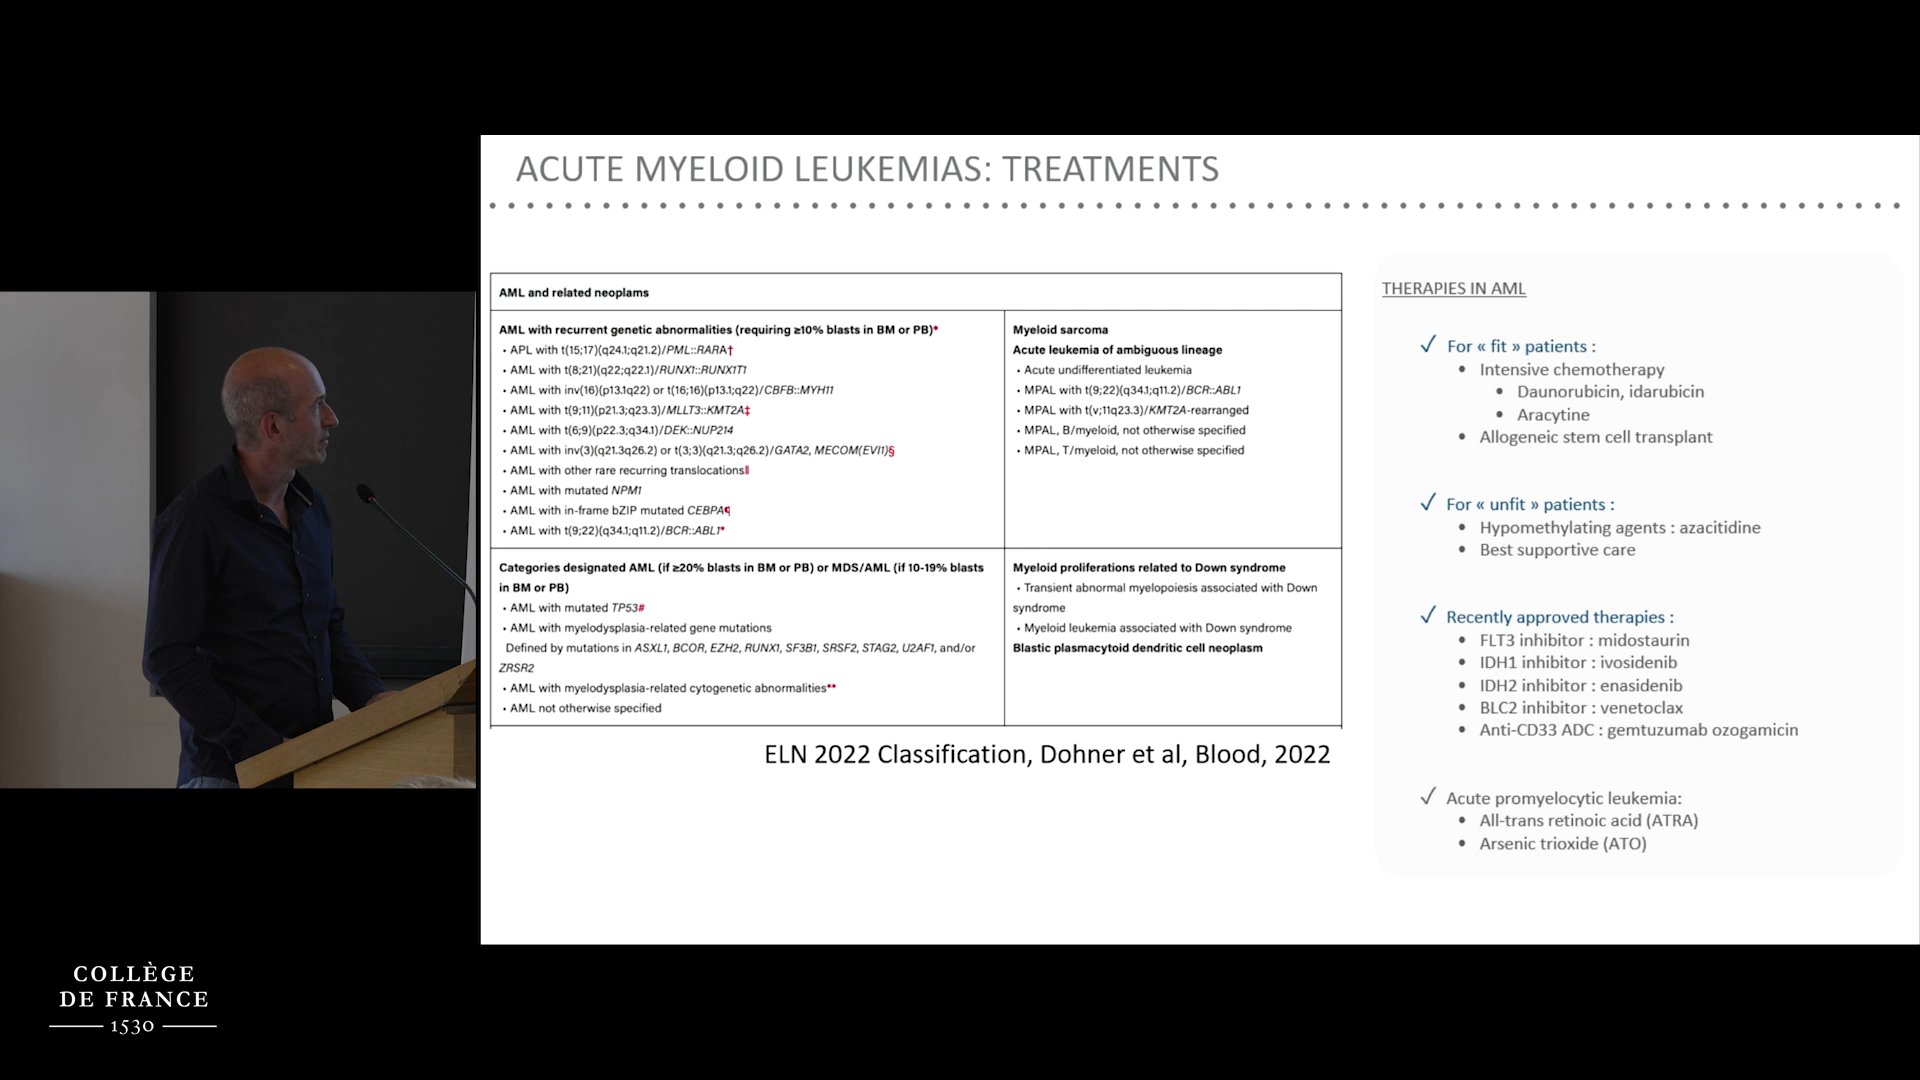 ACUTE MYELOID LEUKEMIAS: TREATMENTS
AML and related neoplams
AML with recurrent genetic abnormalities (requiring ≥10% blasts in BM or PB)*
• APL with t(15;17)(q24.1;q21.2)/PML::RARA†
• AML with t(8;21)(q22;q22.1)/RUNX1::RUNX1T1
• AML with inv(16)(p13.1q22) or t(16;16)(p13.1;q22)/CBFB::MYH11
• AML with t(9;11)(p21.3;q23.3)/MLLT3::KMT2A‡
• AML with t(6;9)(p22.3;q34.1)/DEK::NUP214
• AML with inv(3)(q21.3q26.2) or t(3;3)(q21.3;q26.2)/GATA2, MECOM(EVI1)§
• AML with other rare recurring translocations‖
• AML with mutated NPM1
• AML with in-frame bZIP mutated CEBPA¶
• AML with t(9;22)(q34.1;q11.2)/BCR::ABL1*
Myeloid sarcoma
Acute leukemia of ambiguous lineage
• Acute undifferentiated leukemia
• MPAL with t(9;22)(q34.1;q11.2)/BCR::ABL1
• MPAL with t(v;11q23.3)/KMT2A-rearranged
• MPAL, B/myeloid, not otherwise specified
• MPAL, T/myeloid, not otherwise specified
Categories designated AML (if ≥20% blasts in BM or PB) or MDS/AML (if 10-19% blasts
in BM or PB)
• AML with mutated TP53#
• AML with myelodysplasia-related gene mutations
Defined by mutations in ASXL1, BCOR, EZH2, RUNX1, SF3B1, SRSF2, STAG2, U2AF1, and/or
ZRSR2
• AML with myelodysplasia-related cytogenetic abnormalities**
• AML not otherwise specified
Myeloid proliferations related to Down syndrome
• Transient abnormal myelopoiesis associated with Down
syndrome
• Myeloid leukemia associated with Down syndrome
Blastic plasmacytoid dendritic cell neoplasm
ELN 2022 Classification, Dohner et al, Blood, 2022
THERAPIES IN AML
✓ For « fit » patients :
• Intensive chemotherapy
• Daunorubicin, idarubicin
• Aracytine
• Allogeneic stem cell transplant
✓ For « unfit » patients :
• Hypomethylating agents : azacitidine
• Best supportive care
✓ Recently approved therapies :
• FLT3 inhibitor : midostaurin
• IDH1 inhibitor : ivosidenib
• IDH2 inhibitor : enasidenib
• BLC2 inhibitor : venetoclax
• Anti-CD33 ADC : gemtuzumab ozogamicin
✓ Acute promyelocytic leukemia:
• All-trans retinoic acid (ATRA)
• Arsenic trioxide (ATO)
COLLÈGE
DE FRANCE
1530